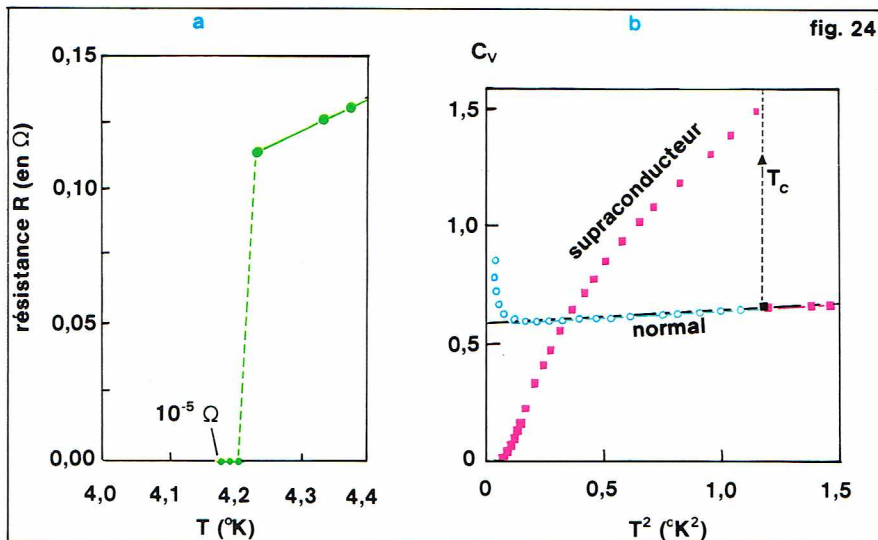 a
b
fig. 24
résistance R (en Ω)
0,15
0,10
0,05
0,00
10⁻⁵ Ω
4,0 4,1 4,2 4,3 4,4
T (°K)
Cv
1,5
1,0
0,5
0
supraconducteur
Tc
normal
0 0,5 1,0 1,5
T² (°K²)